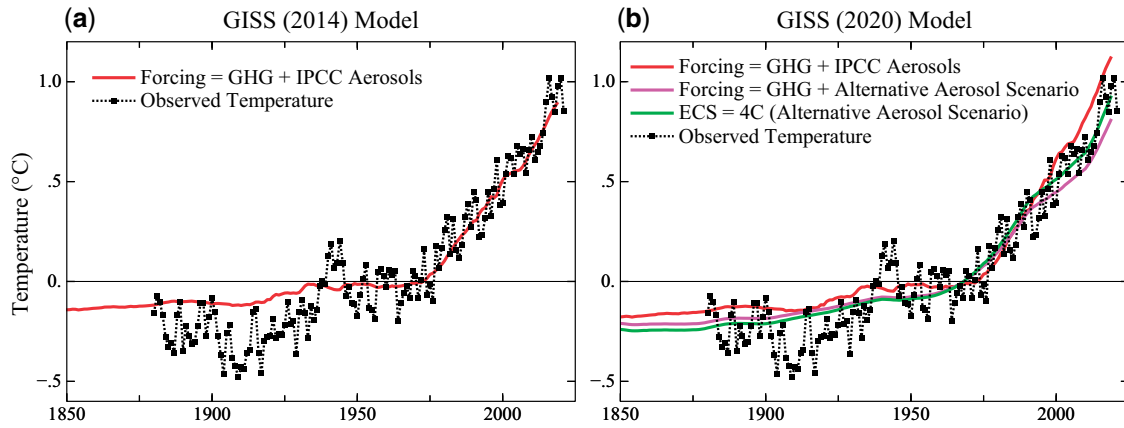 (a) GISS (2014) Model
Forcing = GHG + IPCC Aerosols
Observed Temperature
Temperature (°C)
1.0
.5
0.
−.5
1850 1900 1950 2000
(b) GISS (2020) Model
Forcing = GHG + IPCC Aerosols
Forcing = GHG + Alternative Aerosol Scenario
ECS = 4C (Alternative Aerosol Scenario)
Observed Temperature
1.0
.5
0.
−.5
1850 1900 1950 2000